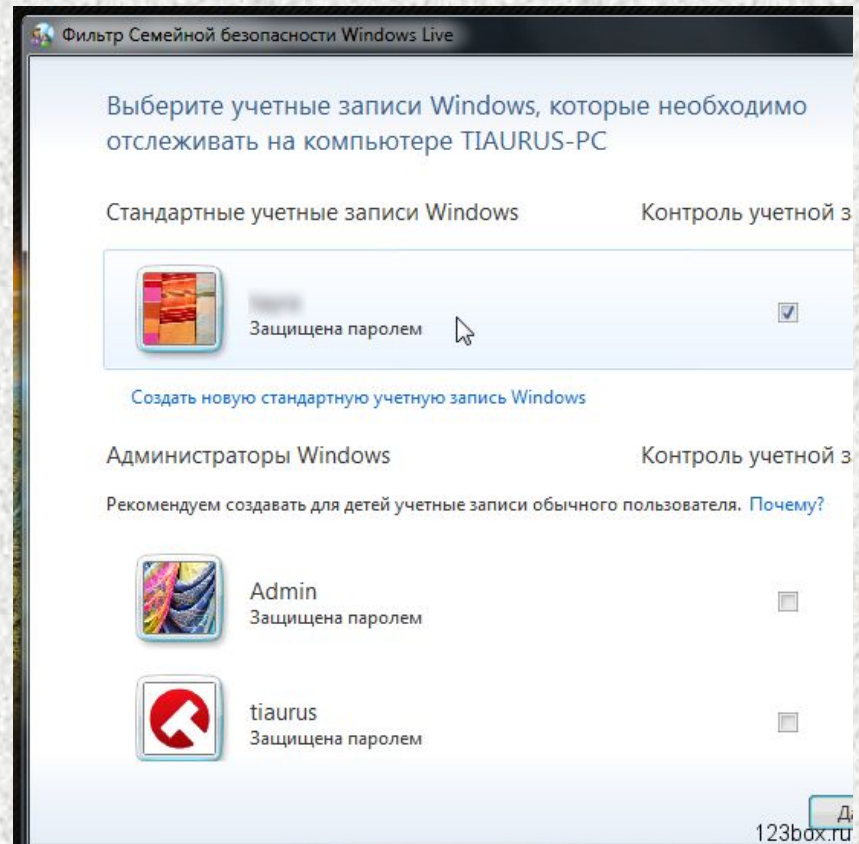 Фильтр Семейной безопасности Windows Live
Выберите учетные записи Windows, которые необходимо
отслеживать на компьютере TIAURUS-PC
Стандартные учетные записи Windows Контроль учетной з
Защищена паролем
Создать новую стандартную учетную запись Windows
Администраторы Windows Контроль учетной з
Рекомендуем создавать для детей учетные записи обычного пользователя. Почему?
Admin
Защищена паролем
tiaurus
Защищена паролем
Да
123box.ru